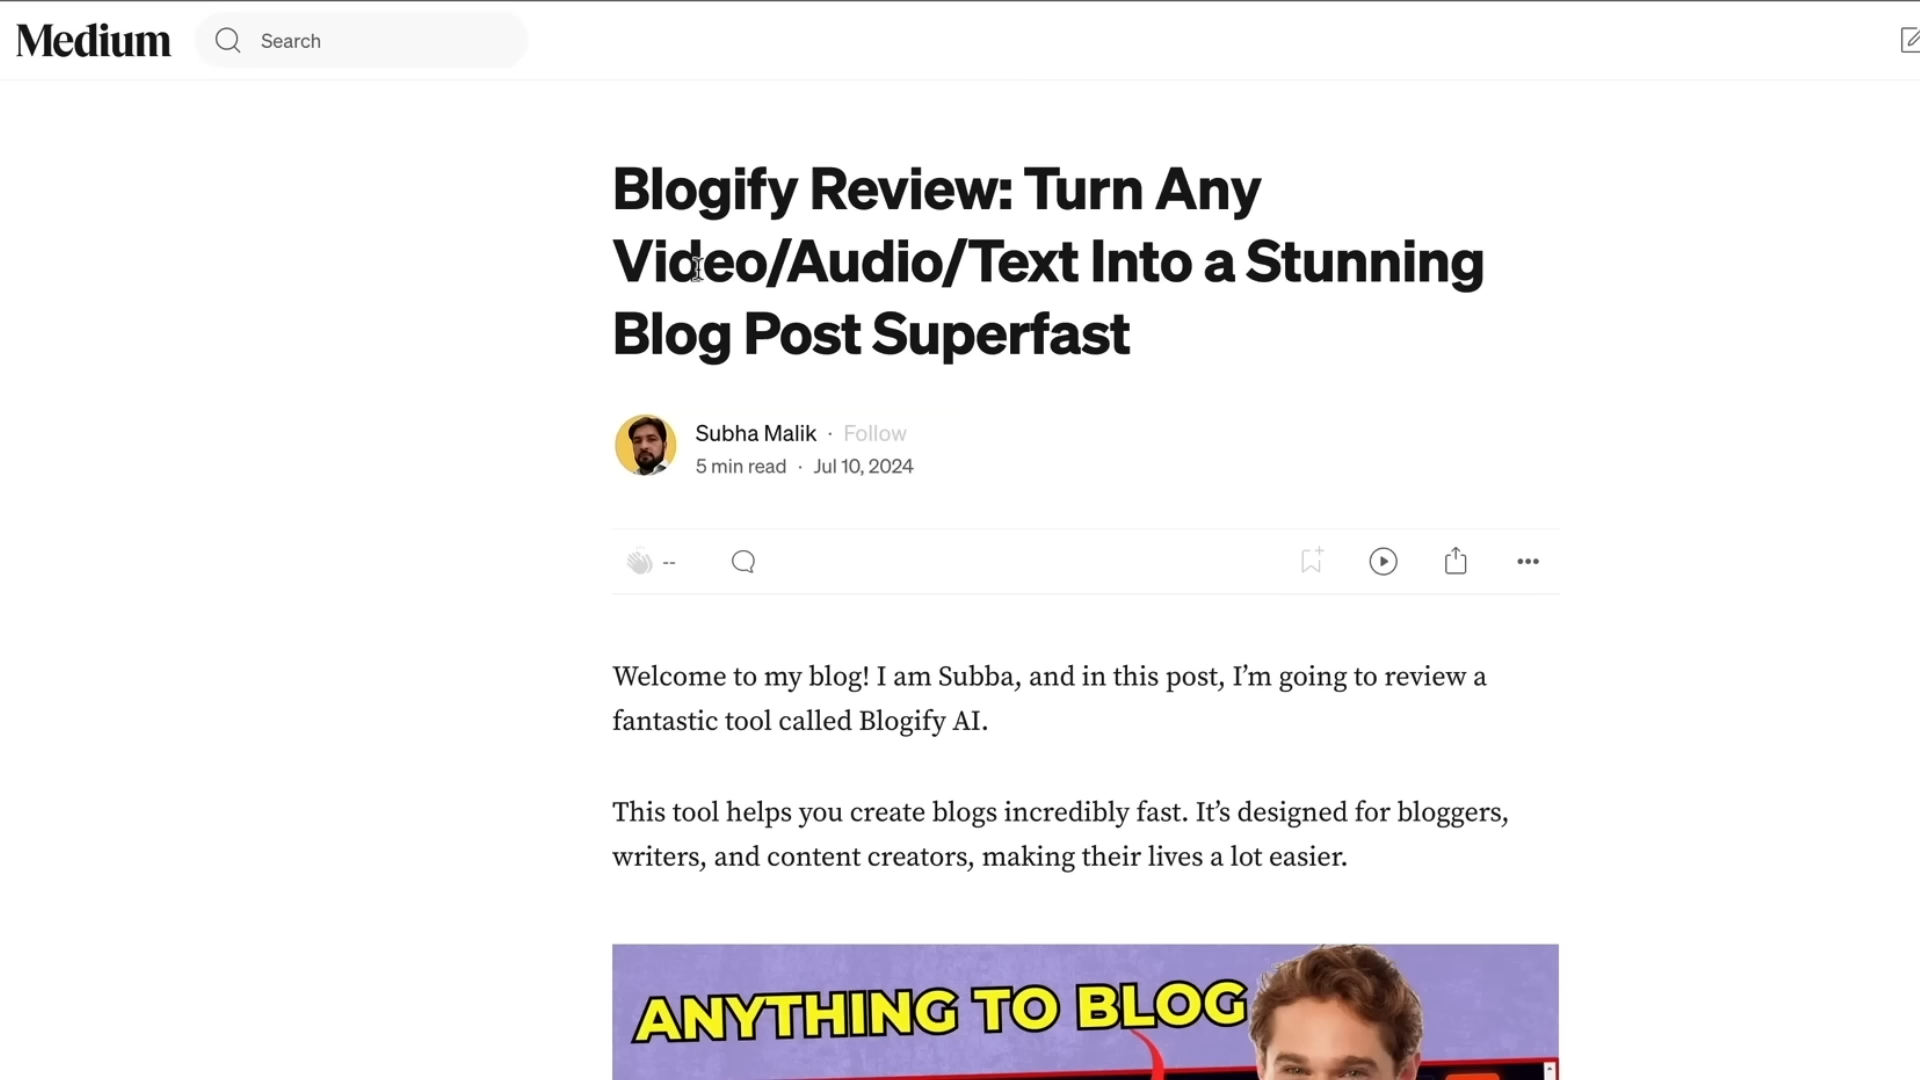 Medium
Search
Blogify Review: Turn Any
Video/Audio/Text Into a Stunning
Blog Post Superfast
Subha Malik · Follow
5 min read · Jul 10, 2024
--
Welcome to my blog! I am Subba, and in this post, I’m going to review a
fantastic tool called Blogify AI.
This tool helps you create blogs incredibly fast. It’s designed for bloggers,
writers, and content creators, making their lives a lot easier.
ANYTHING TO BLOG